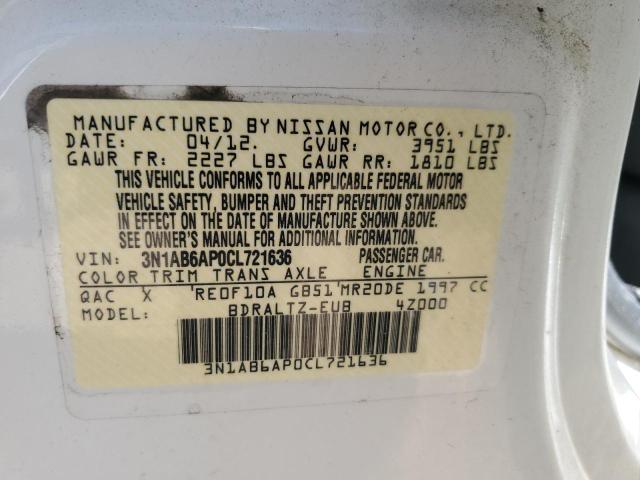 MANUFACTURED BY NISSAN MOTOR CO., LTD.
DATE: 04/12. GVWR: 3951 LBS
GAWR FR: 2227 LBS GAWR RR: 1810 LBS
THIS VEHICLE CONFORMS TO ALL APPLICABLE FEDERAL MOTOR
VEHICLE SAFETY, BUMPER AND THEFT PREVENTION STANDARDS
IN EFFECT ON THE DATE OF MANUFACTURE SHOWN ABOVE.
SEE OWNER'S MANUAL FOR ADDITIONAL INFORMATION.
VIN: 3N1AB6AP0CL721636 PASSENGER CAR.
COLOR TRIM TRANS AXLE ENGINE
QAC X 'RE0F10A GB51'MR20DE 1997 CC
MODEL: BDRALTZ-EUB 4Z000
3N1AB6AP0CL721636